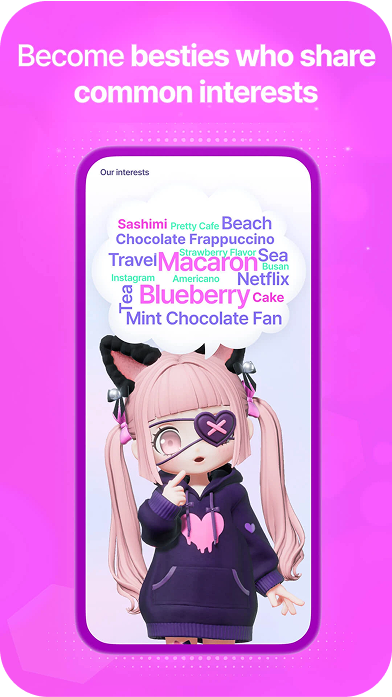 Become besties who share
common interests
Our interests
Sashimi Pretty Cafe Beach
Chocolate Frappuccino
Strawberry Flavor
Travel Macaron Sea
Busan
Instagram Americano Netflix
Tea Blueberry Cake
Mint Chocolate Fan